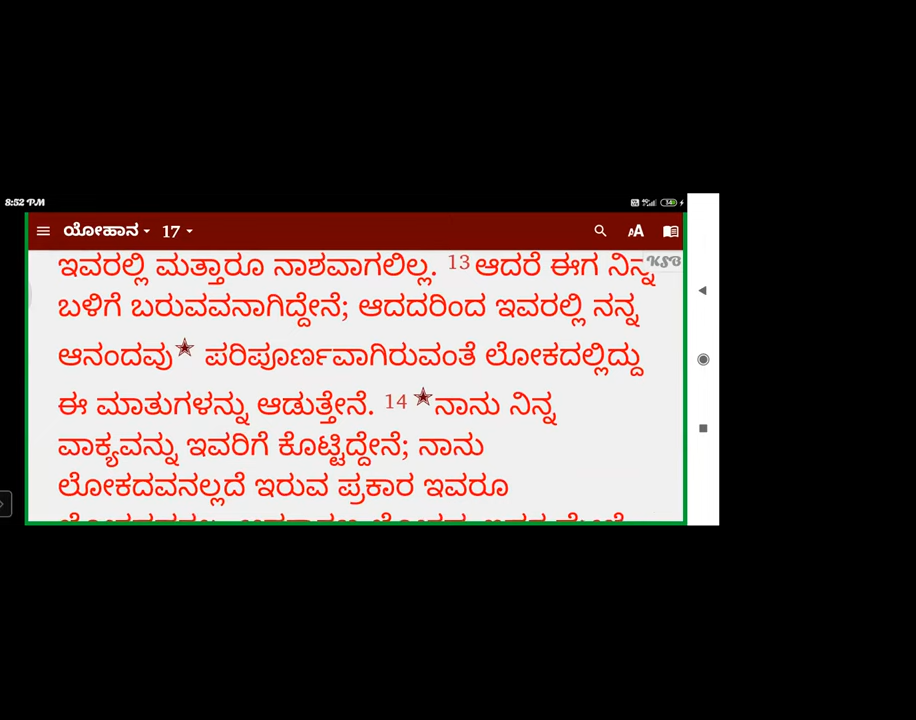 8:52 PM
ಯೋಹಾನ 17
KSB
ಇವರಲ್ಲಿ ಮತ್ತಾರೂ ನಾಶವಾಗಲಿಲ್ಲ. 13 ಆದರೆ ಈಗ ನಿನ್ನ
ಬಳಿಗೆ ಬರುವವನಾಗಿದ್ದೇನೆ; ಆದದರಿಂದ ಇವರಲ್ಲಿ ನನ್ನ
ಆನಂದವು★ ಪರಿಪೂರ್ಣವಾಗಿರುವಂತೆ ಲೋಕದಲ್ಲಿದ್ದು
ಈ ಮಾತುಗಳನ್ನು ಆಡುತ್ತೇನೆ. 14 ★ನಾನು ನಿನ್ನ
ವಾಕ್ಯವನ್ನು ಇವರಿಗೆ ಕೊಟ್ಟಿದ್ದೇನೆ; ನಾನು
ಲೋಕದವನಲ್ಲದೆ ಇರುವ ಪ್ರಕಾರ ಇವರೂ